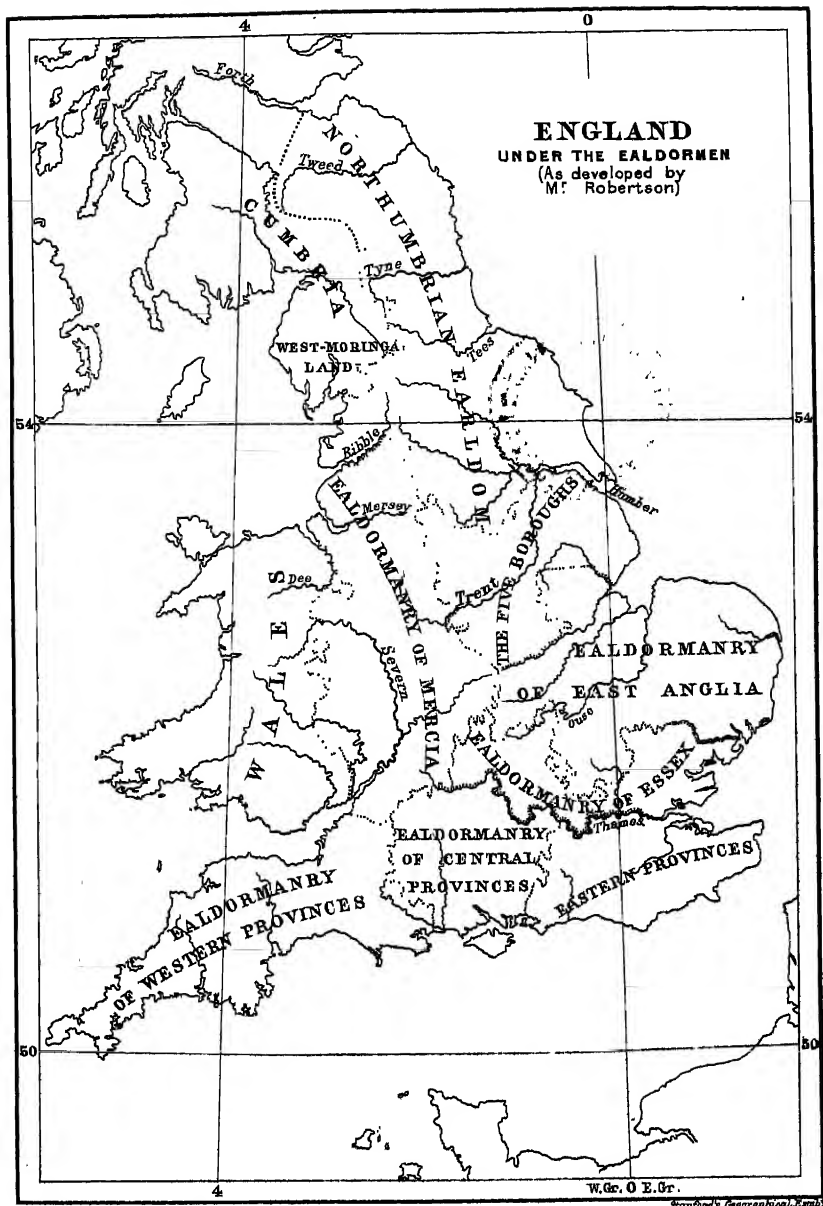 4
0
ENGLAND
UNDER THE EALDORMEN
(As developed by
Mr. Robertson)
Forth
NORTHUMBRIAN EARLDOM
Tweed
CUMBRIA
Tyne
WEST-MORINGA
LAND
Tees
54
54
Ribble
Humber
EALDORMANRY OF MERCIA
Mersey
THE FIVE BOROUGHS
WALES
Dee
Trent
Severn
EALDORMANRY
OF EAST ANGLIA
Ouse
EALDORMANRY OF ESSEX
Thames
EALDORMANRY
OF CENTRAL
PROVINCES
EASTERN PROVINCES
EALDORMANRY
OF WESTERN PROVINCES
50
50
4
W.Gr. 0 E.Gr.
Stanford's Geographical Estabt